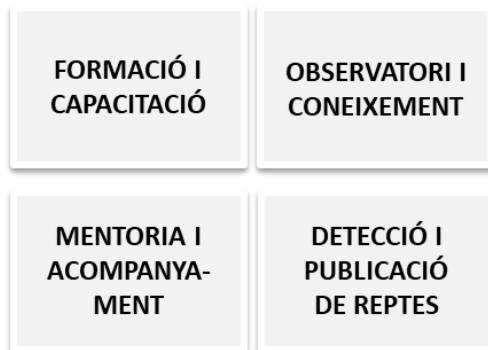 FORMACIÓ I
CAPACITACIÓ
OBSERVATORI I
CONEIXEMENT
MENTORIA I
ACOMPANYA-
MENT
DETECCIÓ I
PUBLICACIÓ
DE REPTES